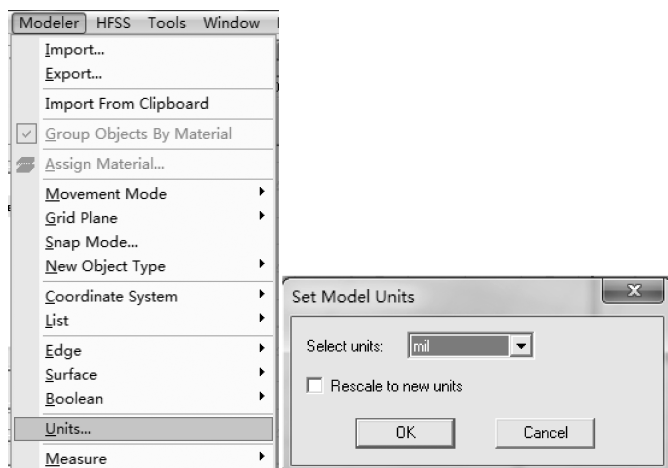 Modeler HFSS Tools Window
Import...
Export...
Import From Clipboard
Group Objects By Material
Assign Material...
Movement Mode
Grid Plane
Snap Mode...
New Object Type
Coordinate System
List
Edge
Surface
Boolean
Units...
Measure
Set Model Units
Select units: mil
Rescale to new units
OK Cancel